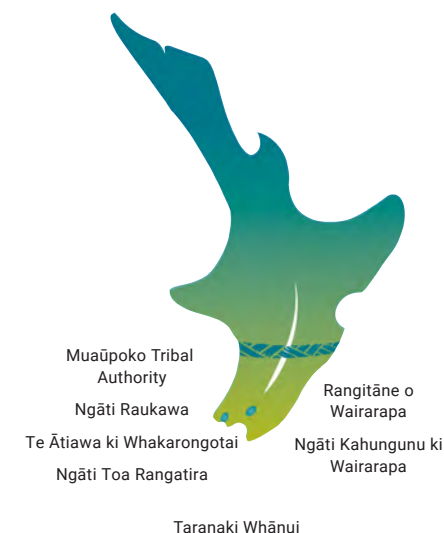 Muaūpoko Tribal
Authority
Ngāti Raukawa
Te Ātiawa ki Whakarongotai
Ngāti Toa Rangatira
Rangitāne o
Wairarapa
Ngāti Kahungunu ki
Wairarapa
Taranaki Whānui